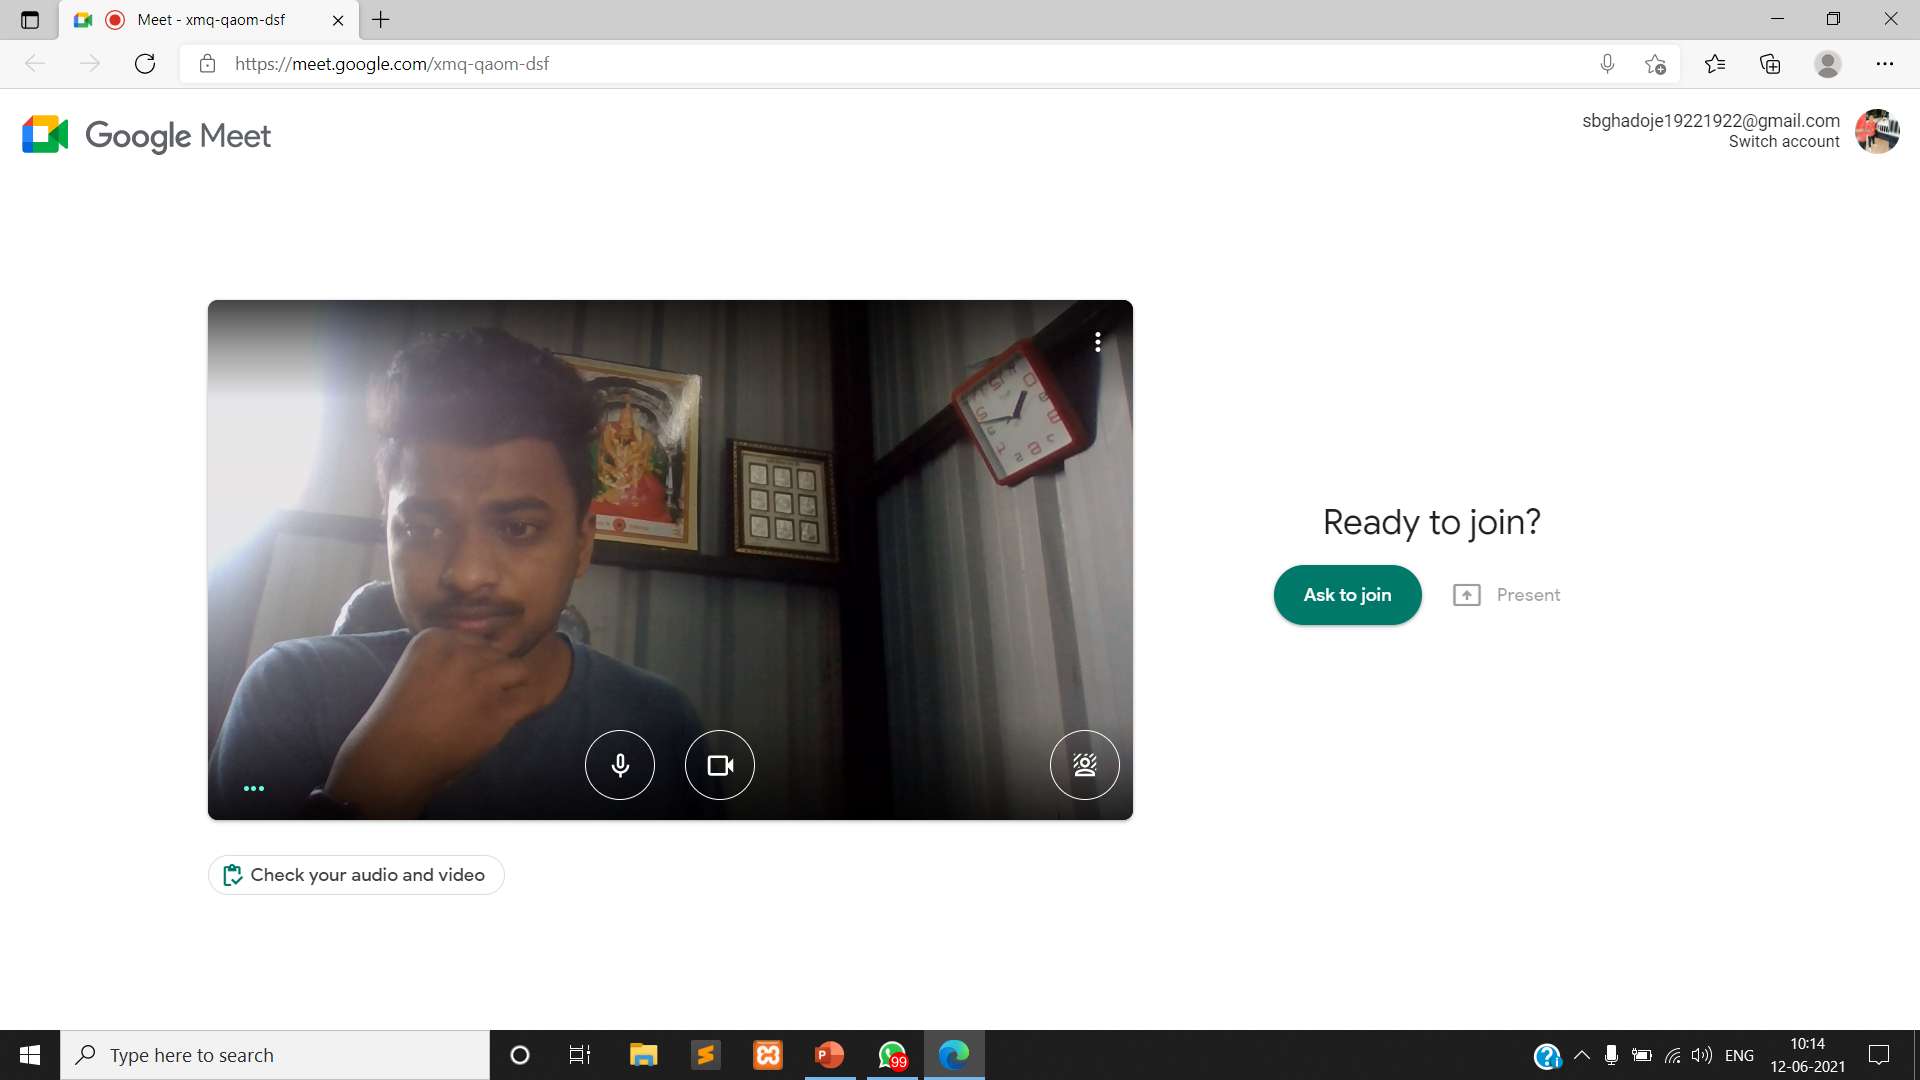 Meet - xmq-qaom-dsf
https://meet.google.com/xmq-qaom-dsf
Google Meet
sbghadoje19221922@gmail.com
Switch account
Ready to join?
Ask to join
Present
Check your audio and video
Type here to search
99
ENG
10:14
12-06-2021